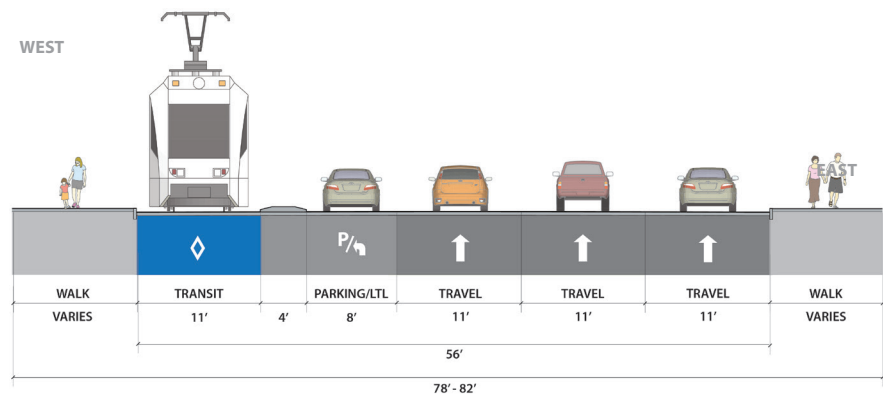 WEST
EAST
P/
WALK TRANSIT PARKING/LTL TRAVEL TRAVEL TRAVEL WALK
VARIES 11' 4' 8' 11' 11' 11' VARIES
56'
78' - 82'